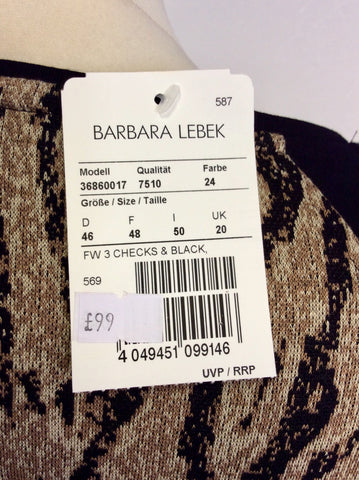 587
BARBARA LEBEK
Modell Qualität Farbe
36860017 7510 24
Größe / Size / Taille
D F I UK
46 48 50 20
FW 3 CHECKS & BLACK,
569
£99
4 049451 099146
UVP / RRP